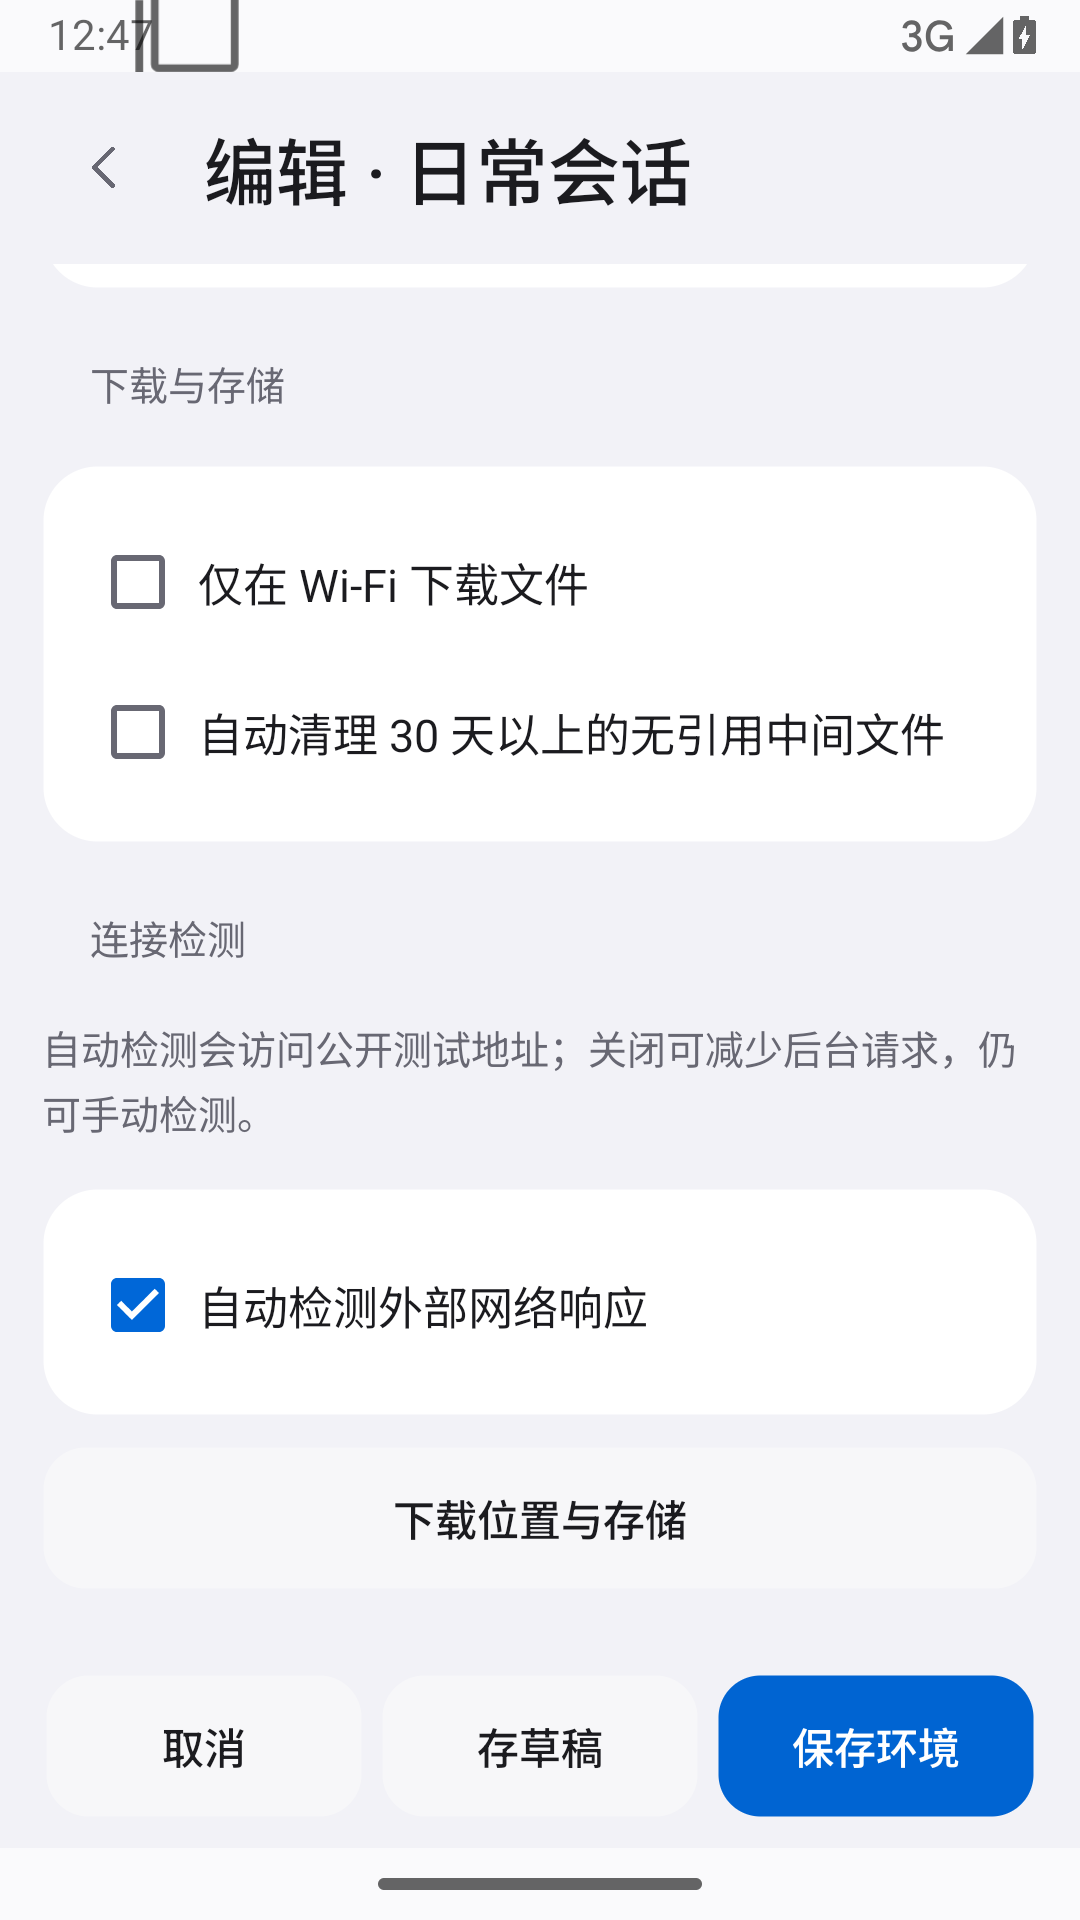 12:47
3G
编辑 · 日常会话
下载与存储
仅在 Wi-Fi 下载文件
自动清理 30 天以上的无引用中间文件
连接检测
自动检测会访问公开测试地址；关闭可减少后台请求，仍
可手动检测。
自动检测外部网络响应
下载位置与存储
取消
存草稿
保存环境